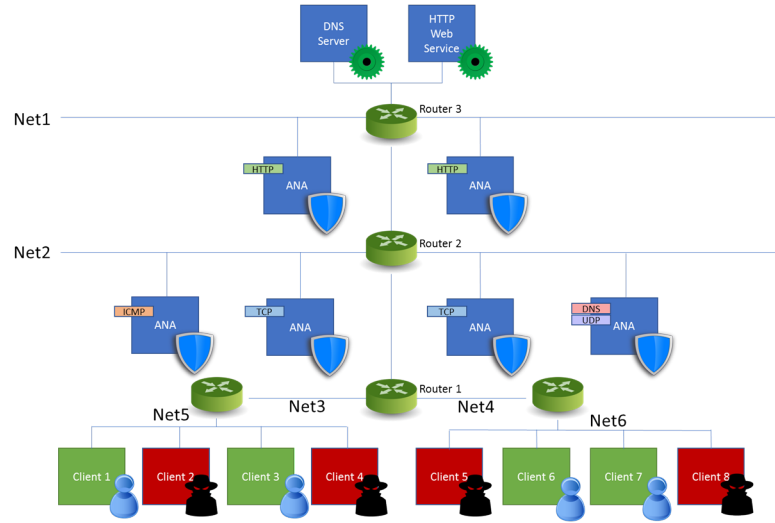 DNS
Server
HTTP
Web
Service
Router 3
Net1
HTTP
ANA
HTTP
ANA
Router 2
Net2
ICMP
ANA
TCP
ANA
TCP
ANA
DNS
UDP
ANA
Router 1
Net5
Net3
Net4
Net6
Client 1
Client 2
Client 3
Client 4
Client 5
Client 6
Client 7
Client 8